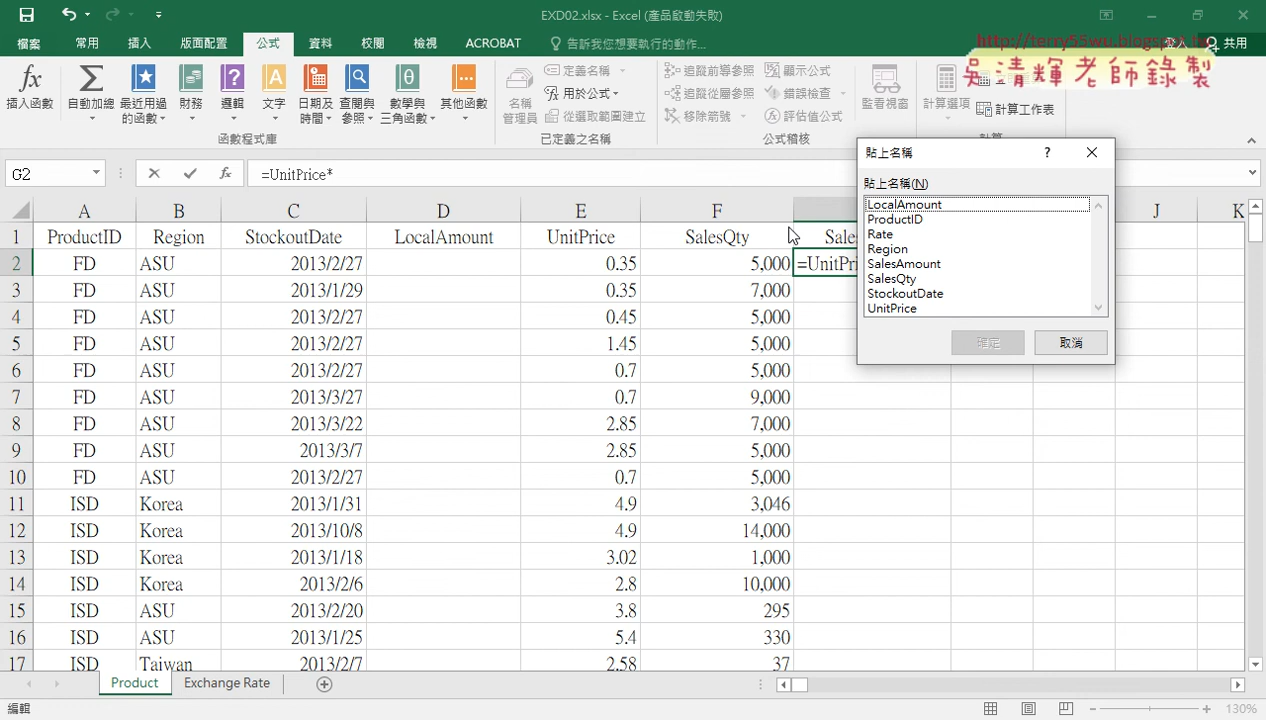 EXD02.xlsx - Excel (產品啟動失敗)
檔案 常用 插入 版面配置 公式 資料 校閱 檢視 ACROBAT 告訴我您想要執行的動作... 登入 共用
http://terry55wu.blogspot.tw
吳清輝老師錄製
插入函數 自動加總 最近用過的函數 財務 邏輯 文字 日期及時間 查閱與參照 數學與三角函數 其他函數
名稱管理員 定義名稱 用於公式 從選取範圍建立
追蹤前導參照 追蹤從屬參照 移除箭號 顯示公式 錯誤檢查 評估值公式 監看視窗
計算選項 計算工作表
函數程式庫 已定義之名稱 公式稽核 計算
G2 =UnitPrice*
貼上名稱 ?
貼上名稱(N)
LocalAmount
ProductID
Rate
Region
SalesAmount
SalesQty
StockoutDate
UnitPrice
確定 取消
A B C D E F J K
1 ProductID Region StockoutDate LocalAmount UnitPrice SalesQty
2 FD ASU 2013/2/27 0.35 5,000
3 FD ASU 2013/1/29 0.35 7,000
4 FD ASU 2013/2/27 0.45 5,000
5 FD ASU 2013/2/27 1.45 5,000
6 FD ASU 2013/2/27 0.7 5,000
7 FD ASU 2013/3/27 0.7 9,000
8 FD ASU 2013/3/22 2.85 7,000
9 FD ASU 2013/3/7 2.85 5,000
10 FD ASU 2013/2/27 0.7 5,000
11 ISD Korea 2013/1/31 4.9 3,046
12 ISD Korea 2013/10/8 4.9 14,000
13 ISD Korea 2013/1/18 3.02 1,000
14 ISD Korea 2013/2/6 2.8 10,000
15 ISD ASU 2013/2/20 3.8 295
16 ISD ASU 2013/1/25 5.4 330
17 ISD Taiwan 2013/2/7 2.58 37
Product Exchange Rate
編輯 130%